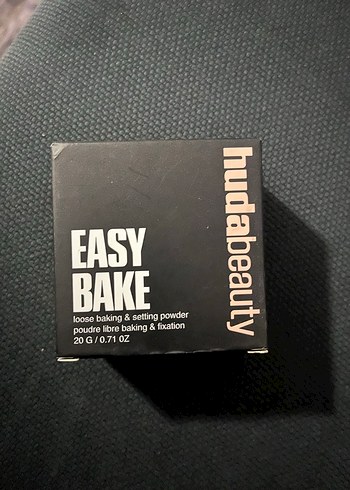 EASY
BAKE
loose baking & setting powder
poudre libre baking & fixation
20 G / 0.71 OZ
hudabeauty